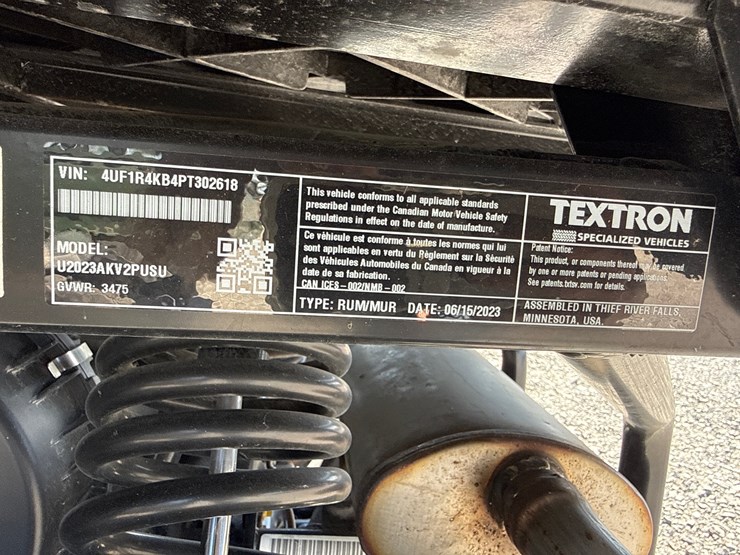 VIN: 4UF1R4KB4PT302618
MODEL:
U2023AKV2PUSU
GVWR: 3475
This vehicle conforms to all applicable standards
prescribed under the Canadian Motor Vehicle Safety
Regulations in effect on the date of manufacture.
Ce véhicule est conforme à toutes les normes qui lui
sont applicables en vertu du Règlement sur la sécurité
des Véhicules Automobiles du Canada en vigueur à la
date de sa fabrication.
CAN ICES-002/NMB-002
TYPE: RUM/MUR DATE: 06/15/2023
TEXTRON
SPECIALIZED VEHICLES
Patent Notice:
This vehicle or components thereof may be covered
by one or more patents or pending applications.
See patents.txtsv.com for details.
ASSEMBLED IN THIEF RIVER FALLS,
MINNESOTA, USA.